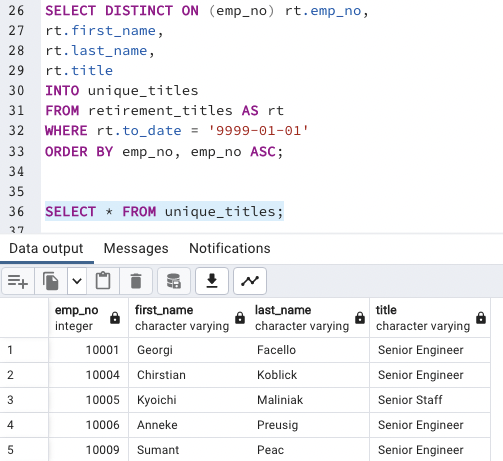 26 SELECT DISTINCT ON (emp_no) rt.emp_no,
27 rt.first_name,
28 rt.last_name,
29 rt.title
30 INTO unique_titles
31 FROM retirement_titles AS rt
32 WHERE rt.to_date = '9999-01-01'
33 ORDER BY emp_no, emp_no ASC;
34
35
36 SELECT * FROM unique_titles;
37
Data output Messages Notifications
emp_no first_name last_name title
integer character varying character varying character varying
1 10001 Georgi Facello Senior Engineer
2 10004 Chirstian Koblick Senior Engineer
3 10005 Kyoichi Maliniak Senior Staff
4 10006 Anneke Preusig Senior Engineer
5 10009 Sumant Peac Senior Engineer